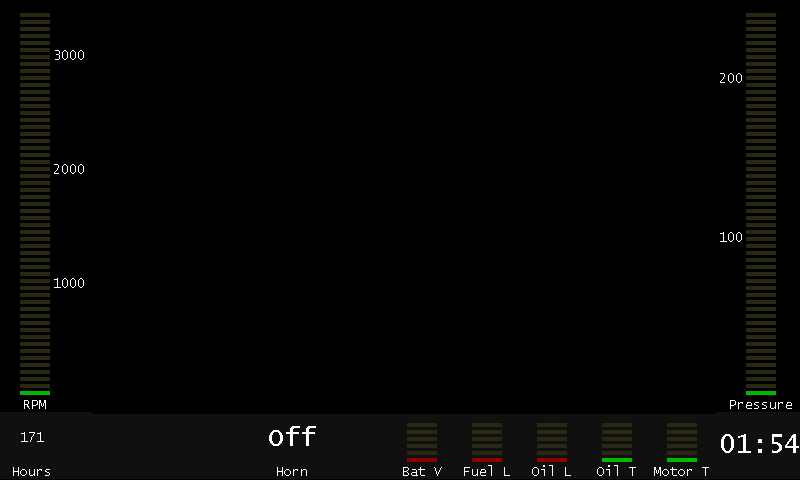 3000
200
2000
100
1000
RPM
Pressure
171
off
01:54
Hours
Horn
Bat V
Fuel L
Oil L
Oil T
Motor T